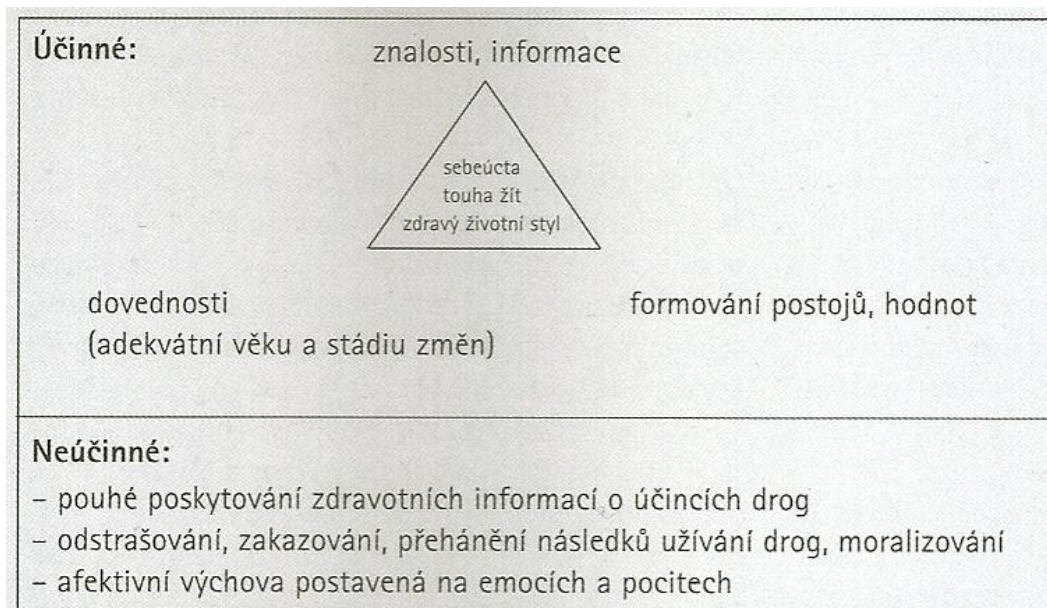 Účinné:
znalosti, informace
sebeúcta
touha žít
zdravý životní styl
dovednosti
(adekvátní věku a stádiu změn)
formování postojů, hodnot
Neúčinné:
– pouhé poskytování zdravotních informací o účincích drog
– odstrašování, zakazování, přehánění následků užívání drog, moralizování
– afektivní výchova postavená na emocích a pocitech